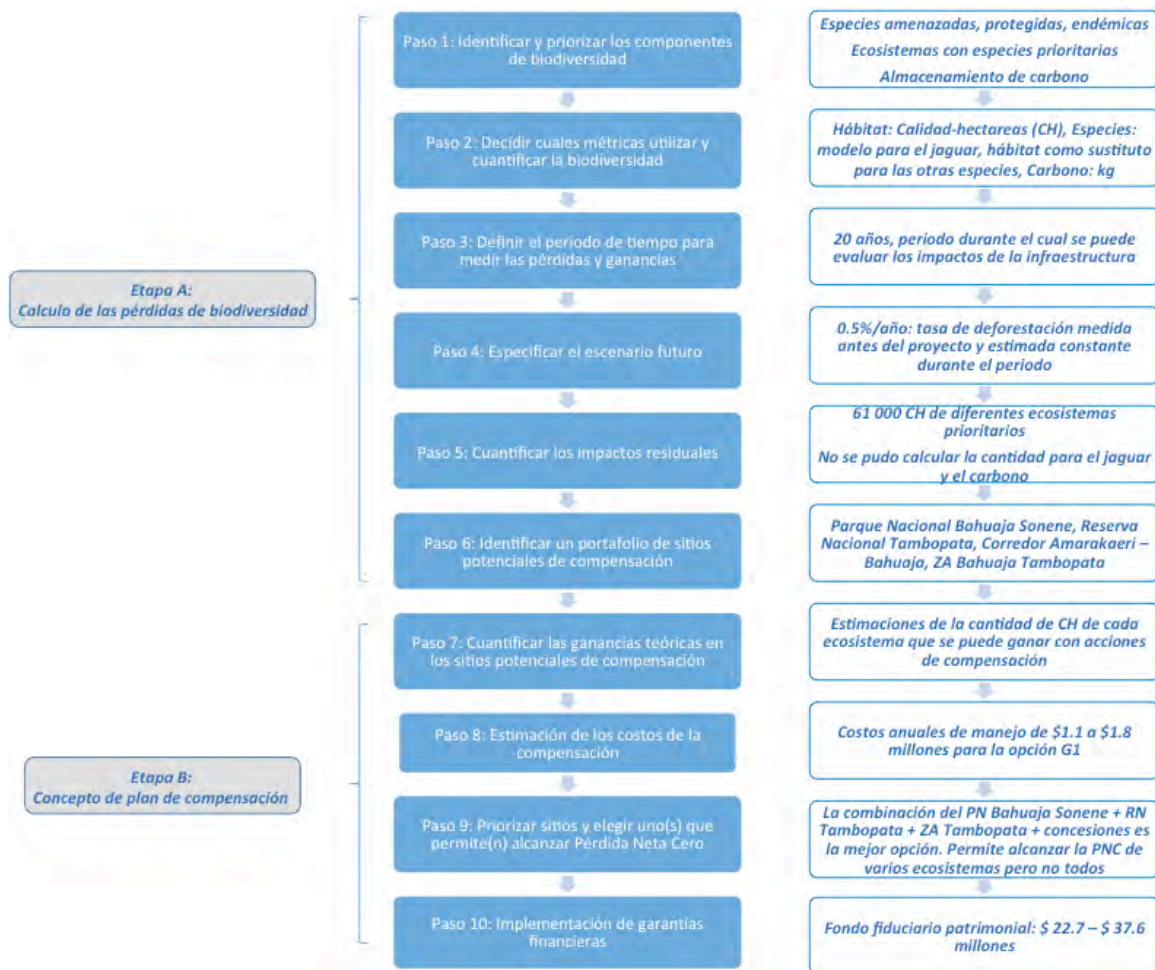 Etapa A:
Calculo de las pérdidas de biodiversidad
Paso 1: Identificar y priorizar los componentes
de biodiversidad
Especies amenazadas, protegidas, endémicas
Ecosistemas con especies prioritarias
Almacenamiento de carbono
Paso 2: Decidir cuales métricas utilizar y
cuantificar la biodiversidad
Hábitat: Calidad-hectareas (CH), Especies:
modelo para el jaguar, hábitat como sustituto
para las otras especies, Carbono: kg
Paso 3: Definir el periodo de tiempo para
medir las pérdidas y ganancias
20 años, periodo durante el cual se puede
evaluar los impactos de la infraestructura
Paso 4: Especificar el escenario futuro
0.5%/año: tasa de deforestación medida
antes del proyecto y estimada constante
durante el periodo
Paso 5: Cuantificar los impactos residuales
61 000 CH de diferentes ecosistemas
prioritarios
No se pudo calcular la cantidad para el jaguar
y el carbono
Paso 6: Identificar un portafolio de sitios
potenciales de compensación
Parque Nacional Bahuaja Sonene, Reserva
Nacional Tambopata, Corredor Amarakaeri –
Bahuaja, ZA Bahuaja Tambopata
Etapa B:
Concepto de plan de compensación
Paso 7: Cuantificar las ganancias teóricas en
los sitios potenciales de compensación
Estimaciones de la cantidad de CH de cada
ecosistema que se puede ganar con acciones
de compensación
Paso 8: Estimación de los costos de la
compensación
Costos anuales de manejo de $1.1 a $1.8
millones para la opción G1
Paso 9: Priorizar sitios y elegir uno(s) que
permite(n) alcanzar Pérdida Neta Cero
La combinación del PN Bahuaja Sonene + RN
Tambopata + ZA Tambopata + concesiones es
la mejor opción. Permite alcanzar la PNC de
varios ecosistemas pero no todos
Paso 10: Implementación de garantías
financieras
Fondo fiduciario patrimonial: $ 22.7 – $ 37.6
millones